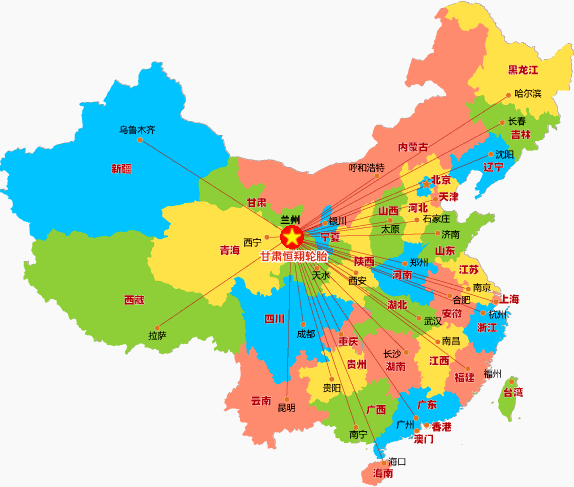 黑龙江
哈尔滨
长春
吉林
乌鲁木齐
内蒙古
沈阳
辽宁
新疆
呼和浩特
北京
天津
甘肃
河北
兰州
银川
山西
石家庄
宁夏
太原
济南
西宁
青海
山东
甘肃恒翔轮胎
陕西
郑州
天水
西安
河南
江苏
南京
西藏
合肥
上海
湖北
安徽
杭州
四川
武汉
浙江
拉萨
成都
重庆
南昌
长沙
江西
贵州
湖南
福建
福州
贵阳
台湾
云南
昆明
广西
广东
广州
香港
南宁
澳门
海口
海南